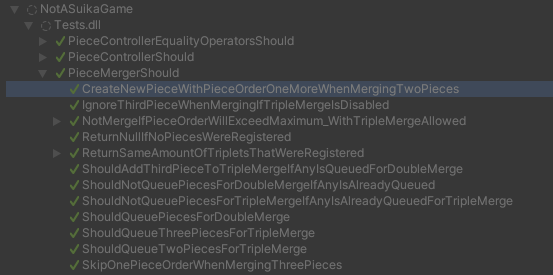 NotASuikaGame
Tests.dll
PieceControllerEqualityOperatorsShould
PieceControllerShould
PieceMergerShould
CreateNewPieceWithPieceOrderOneMoreWhenMergingTwoPieces
IgnoreThirdPieceWhenMergingIfTripleMergeIsDisabled
NotMergeIfPieceOrderWillExceedMaximum_WithTripleMergeAllowed
ReturnNullIfNoPiecesWereRegistered
ReturnSameAmountOfTripletsThatWereRegistered
ShouldAddThirdPieceToTripleMergeIfAnyIsQueuedForDoubleMerge
ShouldNotQueuePiecesForDoubleMergeIfAnyIsAlreadyQueued
ShouldNotQueuePiecesForTripleMergeIfAnyIsAlreadyQueuedForTripleMerge
ShouldQueuePiecesForDoubleMerge
ShouldQueueThreePiecesForTripleMerge
ShouldQueueTwoPiecesForTripleMerge
SkipOnePieceOrderWhenMergingThreePieces